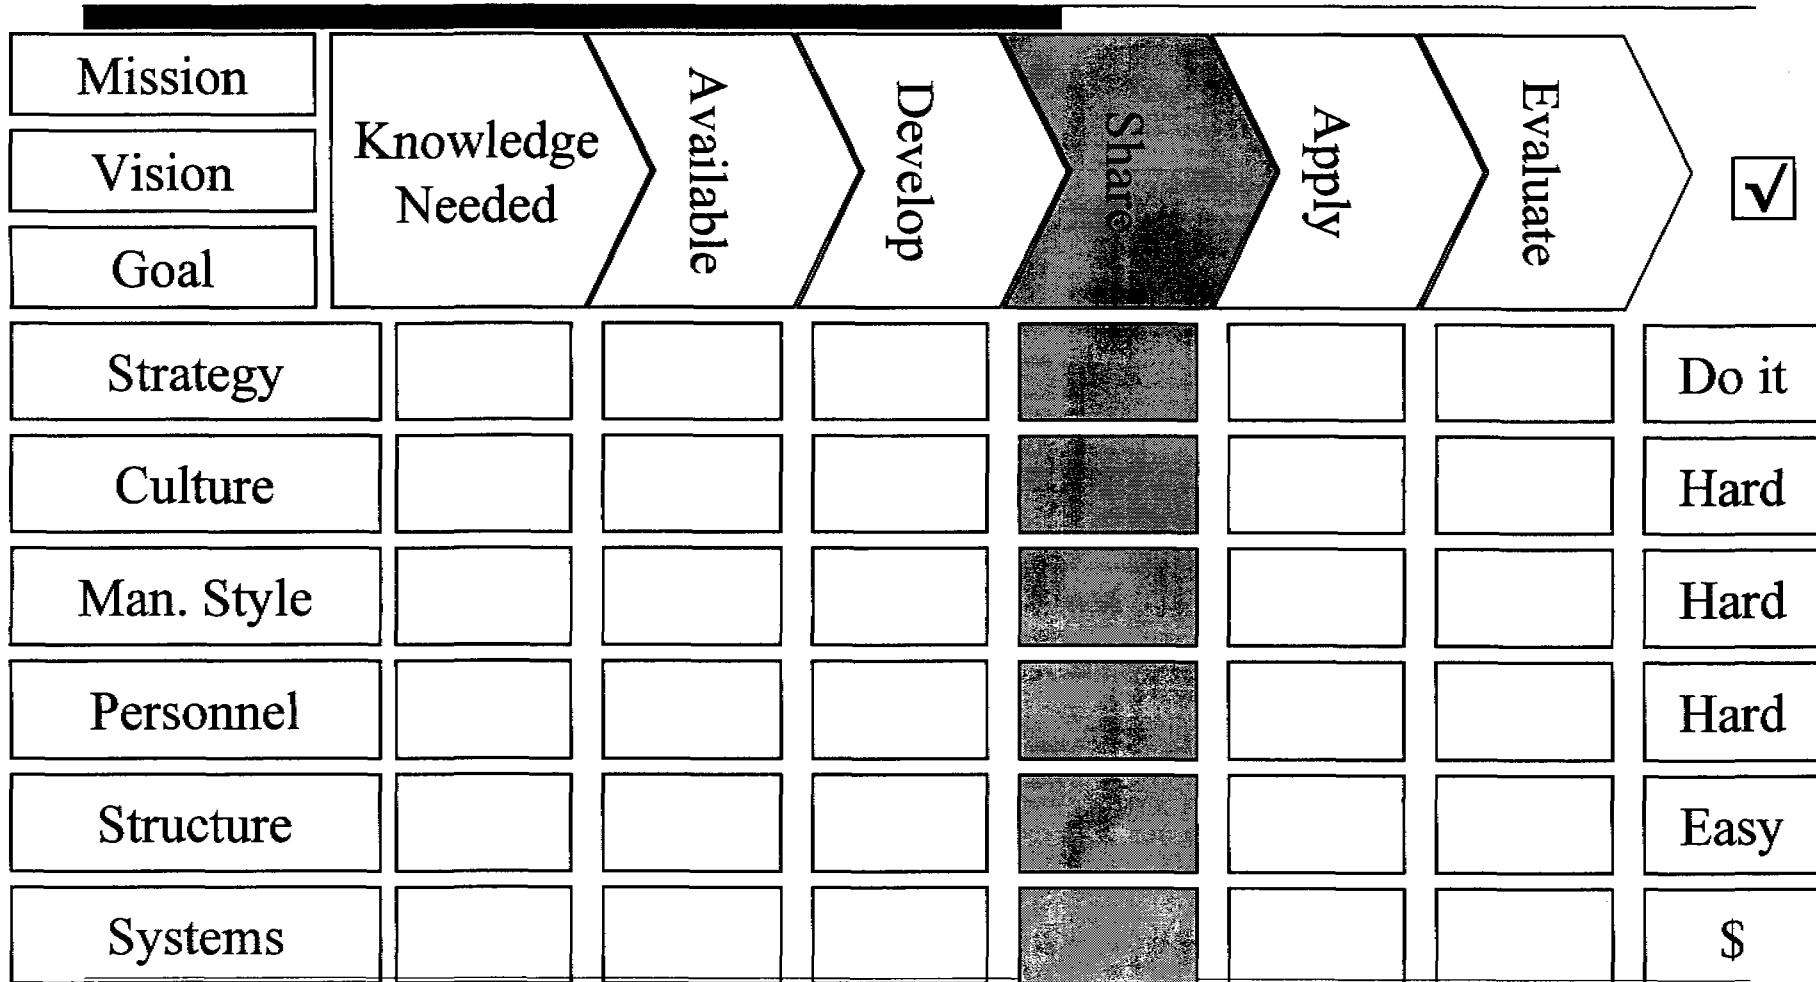 Mission
Vision
Goal
Knowledge
Needed
Available
Develop
Share
Apply
Evaluate
√
Strategy
Do it
Culture
Hard
Man. Style
Hard
Personnel
Hard
Structure
Easy
Systems
$